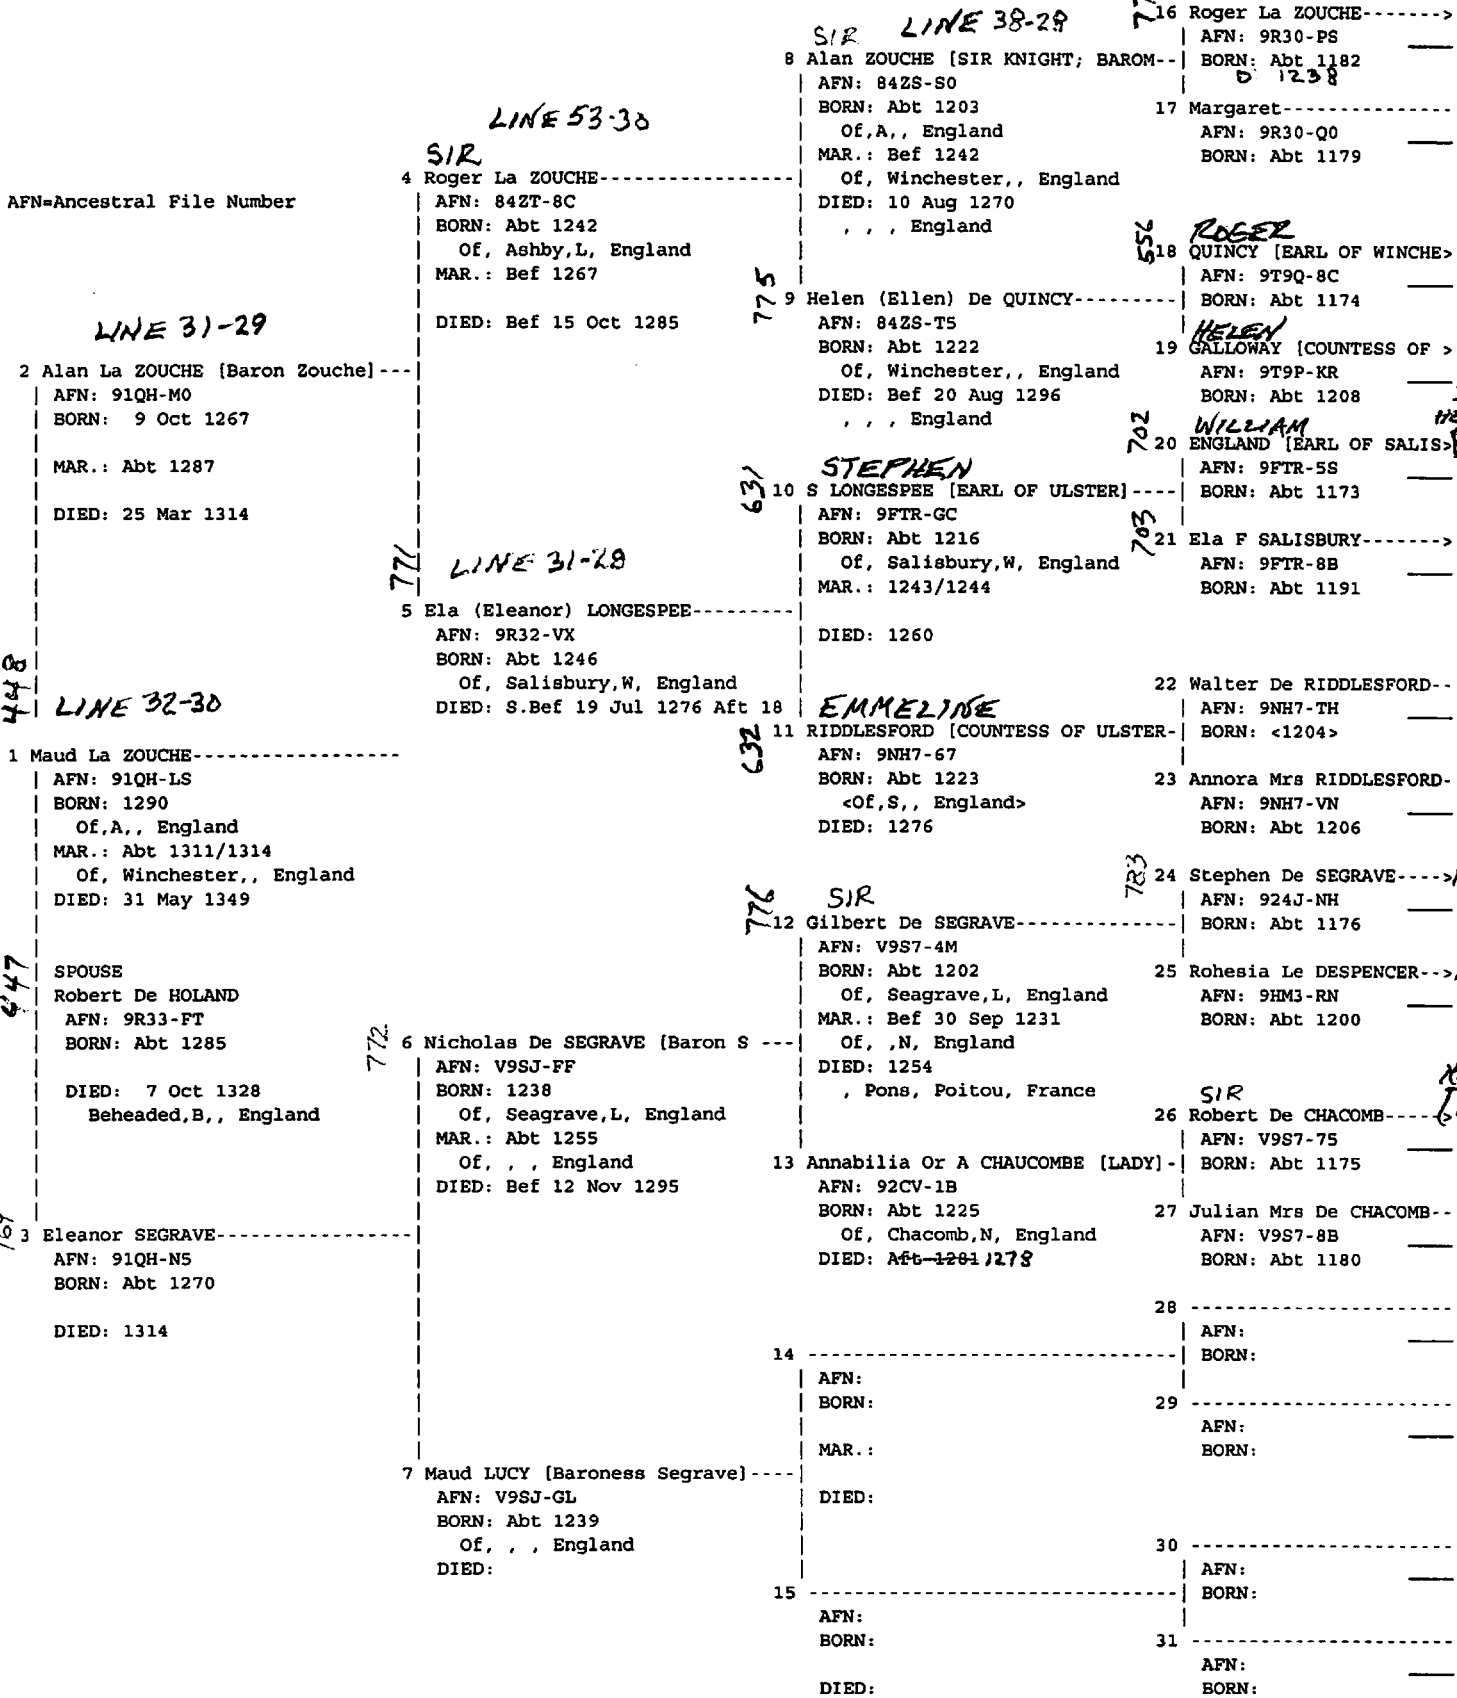 AFN=Ancestral File Number
LINE 31-29
2 Alan La ZOUCHE [Baron Zouche]---
AFN: 91QH-M0
BORN: 9 Oct 1267
MAR.: Abt 1287
DIED: 25 Mar 1314
448
LINE 32-30
1 Maud La ZOUCHE------------------
AFN: 91QH-LS
BORN: 1290
Of,A,, England
MAR.: Abt 1311/1314
Of, Winchester,, England
DIED: 31 May 1349
447
SPOUSE
Robert De HOLAND
AFN: 9R33-FT
BORN: Abt 1285
DIED: 7 Oct 1328
Beheaded,B,, England
3 Eleanor SEGRAVE-----------------
AFN: 91QH-N5
BORN: Abt 1270
DIED: 1314
LINE 53-30
SIR
4 Roger La ZOUCHE-----------------
AFN: 84ZT-8C
BORN: Abt 1242
Of, Ashby,L, England
MAR.: Bef 1267
DIED: Bef 15 Oct 1285
771
LINE 31-28
5 Ela (Eleanor) LONGESPEE---------
AFN: 9R32-VX
BORN: Abt 1246
Of, Salisbury,W, England
DIED: S.Bef 19 Jul 1276 Aft 18
772
6 Nicholas De SEGRAVE [Baron S ---
AFN: V9SJ-FF
BORN: 1238
Of, Seagrave,L, England
MAR.: Abt 1255
Of, , , England
DIED: Bef 12 Nov 1295
7 Maud LUCY [Baroness Segrave]----
AFN: V9SJ-GL
BORN: Abt 1239
Of, , , England
DIED:
LINE 38-29
SIR
8 Alan ZOUCHE [SIR KNIGHT; BAROM--
AFN: 84ZS-S0
BORN: Abt 1203
Of,A,, England
MAR.: Bef 1242
Of, Winchester,, England
DIED: 10 Aug 1270
, , , England
775
9 Helen (Ellen) De QUINCY---------
AFN: 84ZS-T5
BORN: Abt 1222
Of, Winchester,, England
DIED: Bef 20 Aug 1296
, , , England
631
STEPHEN
10 S LONGESPEE [EARL OF ULSTER]----
AFN: 9FTR-GC
BORN: Abt 1216
Of, Salisbury,W, England
MAR.: 1243/1244
DIED: 1260
632
EMMELINE
11 RIDDLESFORD [COUNTESS OF ULSTER-
AFN: 9NH7-67
BORN: Abt 1223
<Of,S,, England>
DIED: 1276
776
SIR
12 Gilbert De SEGRAVE--------------
AFN: V9S7-4M
BORN: Abt 1202
Of, Seagrave,L, England
MAR.: Bef 30 Sep 1231
Of, ,N, England
DIED: 1254
, Pons, Poitou, France
13 Annabilia Or A CHAUCOMBE [LADY]-
AFN: 92CV-1B
BORN: Abt 1225
Of, Chacomb,N, England
DIED: Aft 1281 1278
14 -------------------------------
AFN:
BORN:
MAR.:
DIED:
15 -------------------------------
AFN:
BORN:
DIED:
16 Roger La ZOUCHE------->
AFN: 9R30-PS
BORN: Abt 1182
D 1238
17 Margaret---------------
AFN: 9R30-Q0
BORN: Abt 1179
556
ROGER
18 QUINCY [EARL OF WINCHE>
AFN: 9T9Q-8C
BORN: Abt 1174
HELEN
19 GALLOWAY [COUNTESS OF >
AFN: 9T9P-KR
BORN: Abt 1208
702
WILLIAM
20 ENGLAND [EARL OF SALIS>
AFN: 9FTR-5S
BORN: Abt 1173
703
21 Ela F SALISBURY------->
AFN: 9FTR-8B
BORN: Abt 1191
22 Walter De RIDDLESFORD--
AFN: 9NH7-TH
BORN: <1204>
23 Annora Mrs RIDDLESFORD-
AFN: 9NH7-VN
BORN: Abt 1206
783
24 Stephen De SEGRAVE---->
AFN: 924J-NH
BORN: Abt 1176
25 Rohesia Le DESPENCER-->
AFN: 9HM3-RN
BORN: Abt 1200
SIR
26 Robert De CHACOMB----->
AFN: V9S7-75
BORN: Abt 1175
27 Julian Mrs De CHACOMB--
AFN: V9S7-8B
BORN: Abt 1180
28 ----------------------
AFN:
BORN:
29 ----------------------
AFN:
BORN:
30 ----------------------
AFN:
BORN:
31 ----------------------
AFN:
BORN: